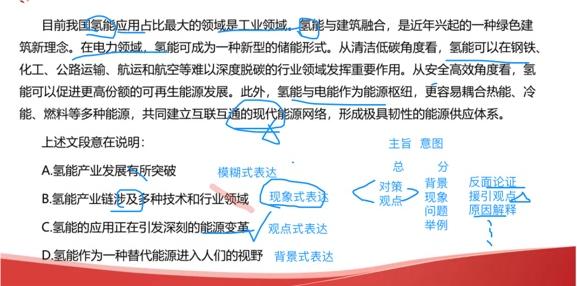 目前我国氢能应用占比最大的领域是工业领域。氢能与建筑融合，是近年兴起的一种绿色建
筑新理念。在电力领域，氢能可成为一种新型的储能形式。从清洁低碳角度看，氢能可以在钢铁、
化工、公路运输、航运和航空等难以深度脱碳的行业领域发挥重要作用。从安全高效角度看，氢
能可以促进更高份额的可再生能源发展。此外，氢能与电能作为能源枢纽，更容易耦合热能、冷
能、燃料等多种能源，共同建立互联互通的现代能源网络，形成极具韧性的能源供应体系。
上述文段意在说明：
主旨 意图
A.氢能产业发展有所突破
模糊式表达
B.氢能产业链涉及多种技术和行业领域
现象式表达
C.氢能的应用正在引发深刻的能源变革
观点式表达
D.氢能作为一种替代能源进入人们的视野
背景式表达
总 分
对策
观点
背景
现象
问题
举例
反面论证
援引观点
原因解释